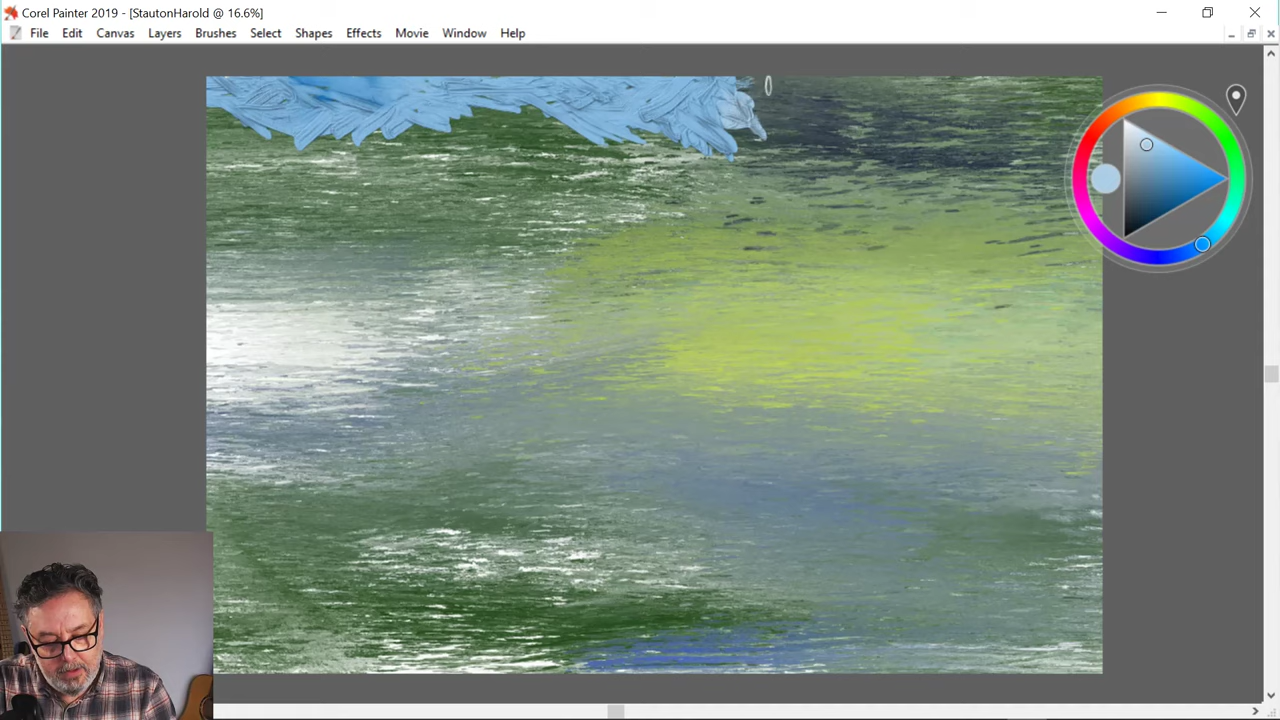 Corel Painter 2019 - [StautonHarold @ 16.6%]
File Edit Canvas Layers Brushes Select Shapes Effects Movie Window Help